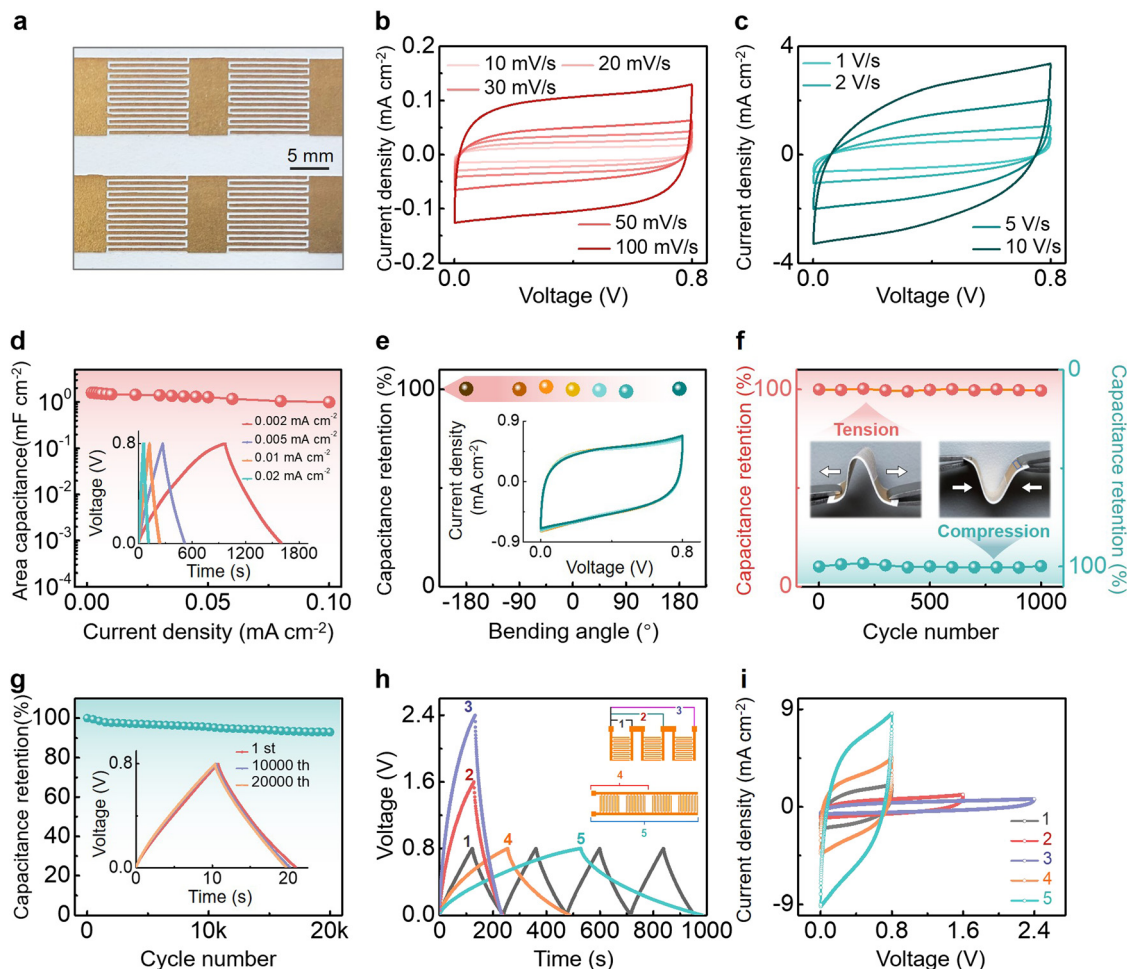 a
5 mm
b
Current density (mA cm-2)
0.2
0.1
0.0
-0.1
-0.2
10 mV/s
20 mV/s
30 mV/s
50 mV/s
100 mV/s
0.0
0.8
Voltage (V)
c
Current density (mA cm-2)
4
0
-4
1 V/s
2 V/s
5 V/s
10 V/s
0.0
0.8
Voltage (V)
d
Area capacitance(mF cm-2)
10^1
10^0
10^-1
10^-2
10^-3
10^-4
0.002 mA cm-2
0.005 mA cm-2
0.01 mA cm-2
0.02 mA cm-2
Voltage (V)
0.8
0.0
0
600
1200
1800
Time (s)
0.00
0.05
0.10
Current density (mA cm-2)
e
Capacitance retention (%)
100
0
Current density
(mA cm-2)
0.9
0.0
-0.9
0.0
0.8
Voltage (V)
-180
-90
0
90
180
Bending angle (°)
f
Capacitance retention (%)
100
0
Tension
Compression
0
100
Capacitance retention (%)
0
500
1000
Cycle number
g
Capacitance retention(%)
100
80
60
40
20
0
1 st
10000 th
20000 th
Voltage (V)
0.8
0.0
0
10
20
Time (s)
0
10k
20k
Cycle number
h
Voltage (V)
2.4
1.6
0.8
0.0
3
2
1
4
5
1
2
3
4
5
0
200
400
600
800
1000
Time (s)
i
Current density (mA cm-2)
9
0
-9
1
2
3
4
5
0.0
0.8
1.6
2.4
Voltage (V)